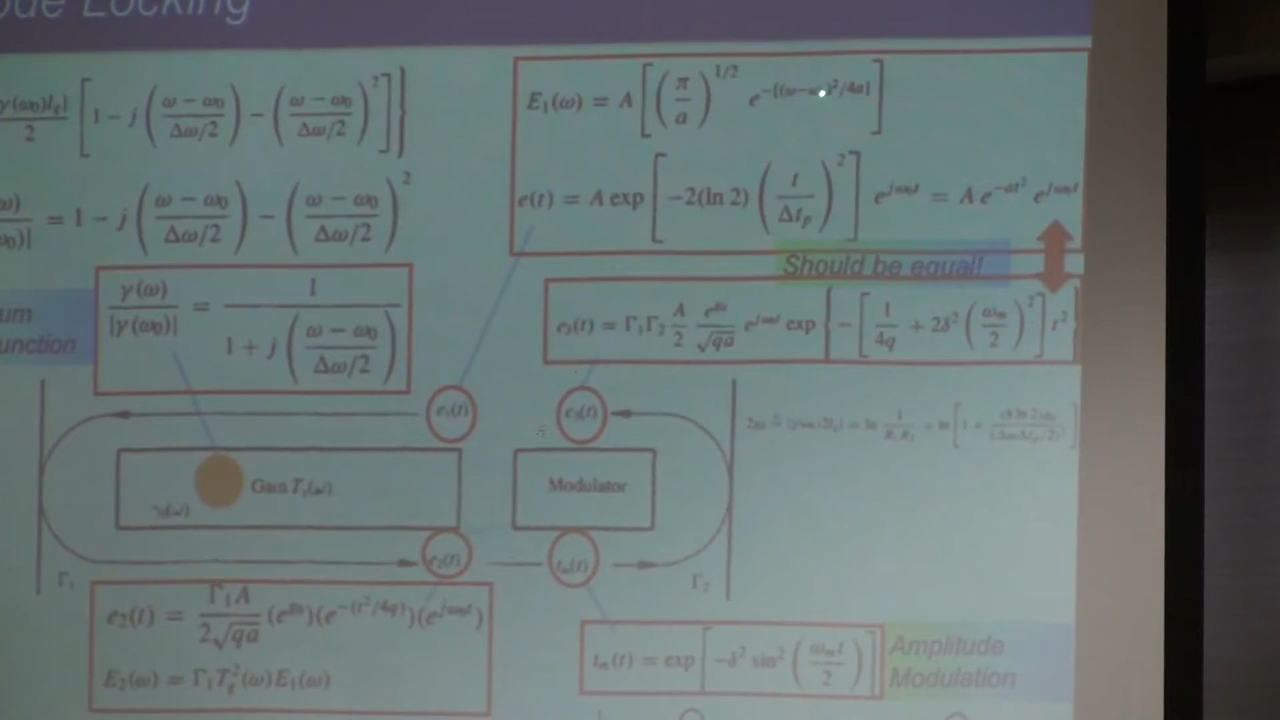 ode Locking
γ(ω₀)l_g| / 2 [1 − j((ω − ω₀)/(Δω/2)) − ((ω − ω₀)/(Δω/2))²]}
ω) / ω₀)| = 1 − j((ω − ω₀)/(Δω/2)) − ((ω − ω₀)/(Δω/2))²
E₁(ω) = A[(π/a)^{1/2} e^{−[(ω−ω₀)²/4a]}]
e(t) = A exp[−2(ln 2)(t/Δt_p)²] e^{jω₀t} = A e^{−at²} e^{jω₀t}
Should be equal!
um
unction
γ(ω)/|γ(ω₀)| = 1/(1 + j((ω − ω₀)/(Δω/2)))
e₃(t) = Γ₁Γ₂ A/2 e^{g₀}/√qa e^{jω₀t} exp{−[1/4q + 2δ²(ω_m/2)²]t²}
e₁(t)
e₃(t)
Gain T_g(ω)
Modulator
e₂(t)
t_m(t)
Γ₁
Γ₂
e₂(t) = Γ₁A/2√qa (e^{g₀})(e^{−(t²/4q)})(e^{jω₀t})
E₂(ω) = Γ₁T_g²(ω)E₁(ω)
t_m(t) = exp[−δ² sin²(ω_m t/2)]
Amplitude
Modulation